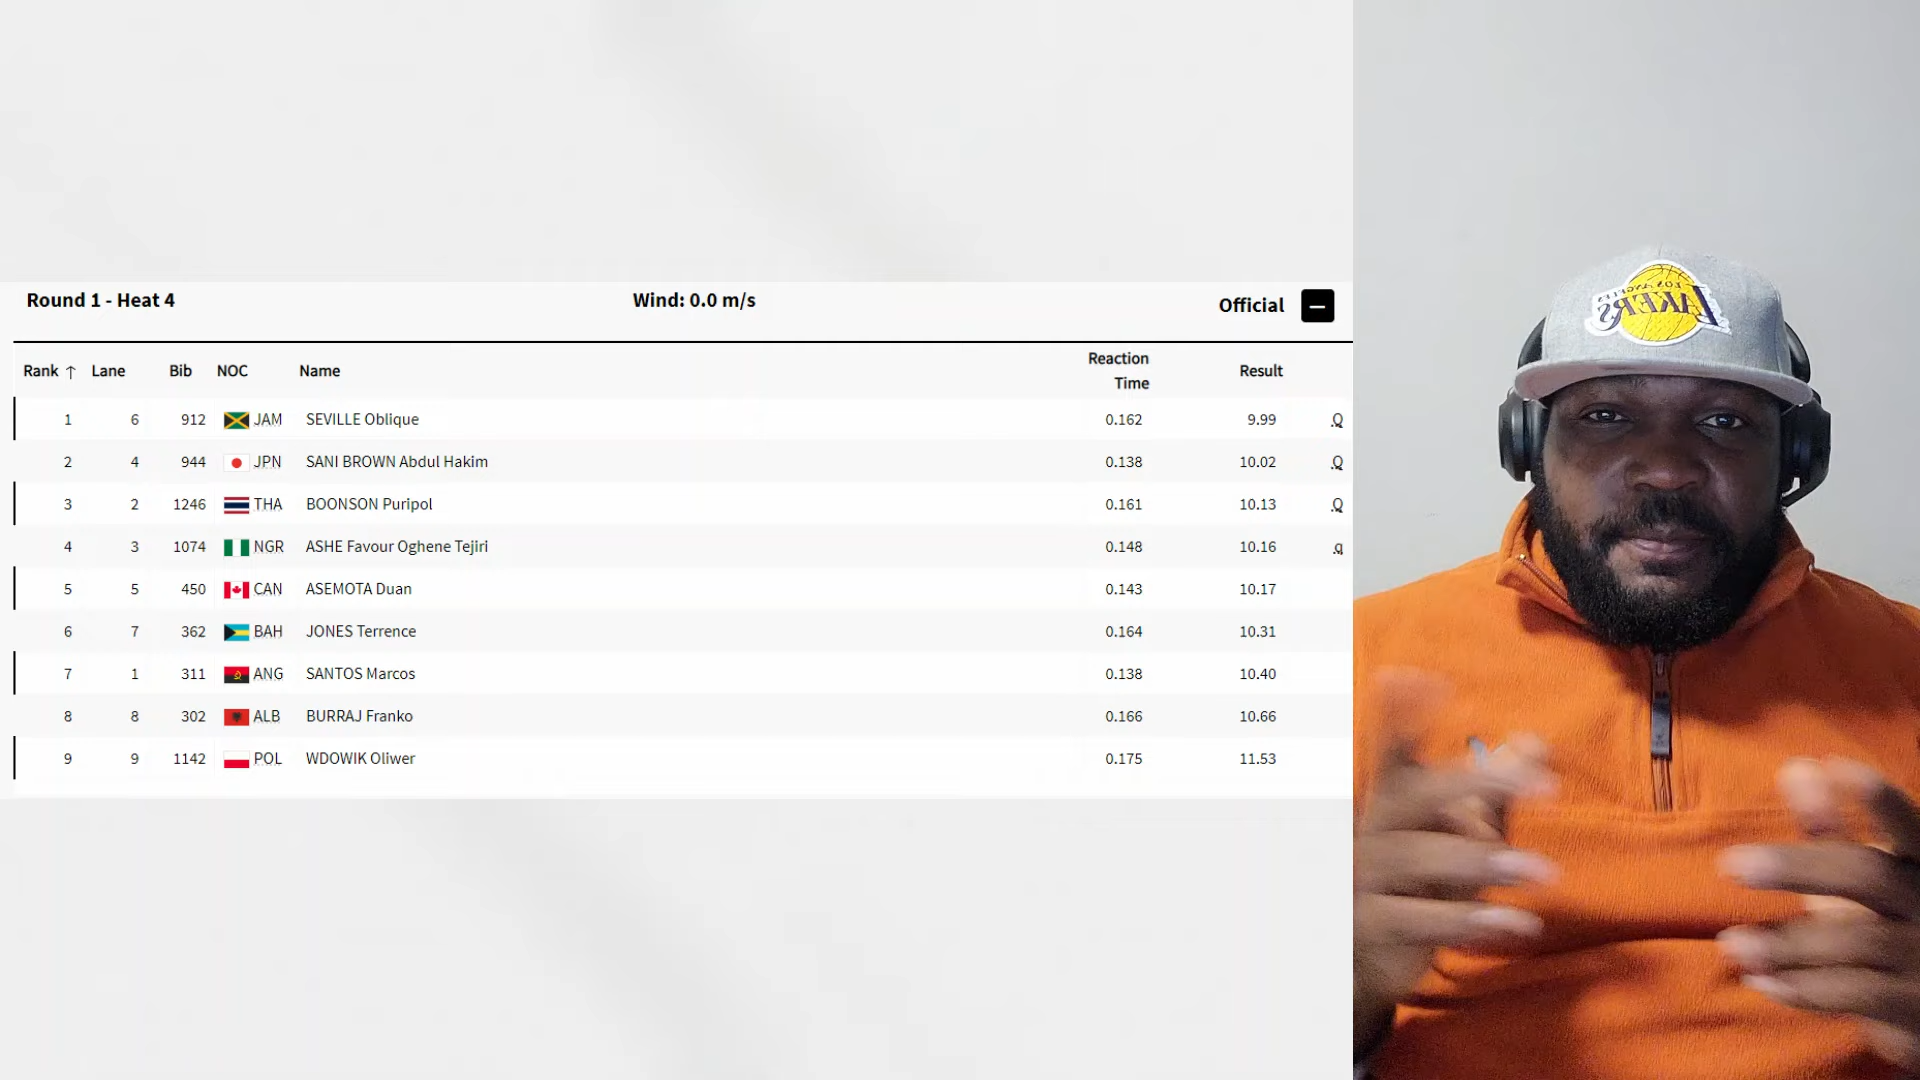 Round 1 - Heat 4 Wind: 0.0 m/s Official
Rank ↑ Lane Bib NOC Name Reaction Time Result
1 6 912 JAM SEVILLE Oblique 0.162 9.99 Q
2 4 944 JPN SANI BROWN Abdul Hakim 0.138 10.02 Q
3 2 1246 THA BOONSON Puripol 0.161 10.13 Q
4 3 1074 NGR ASHE Favour Oghene Tejiri 0.148 10.16 q
5 5 450 CAN ASEMOTA Duan 0.143 10.17
6 7 362 BAH JONES Terrence 0.164 10.31
7 1 311 ANG SANTOS Marcos 0.138 10.40
8 8 302 ALB BURRAJ Franko 0.166 10.66
9 9 1142 POL WDOWIK Oliwer 0.175 11.53
LOS ANGELES
LAKERS